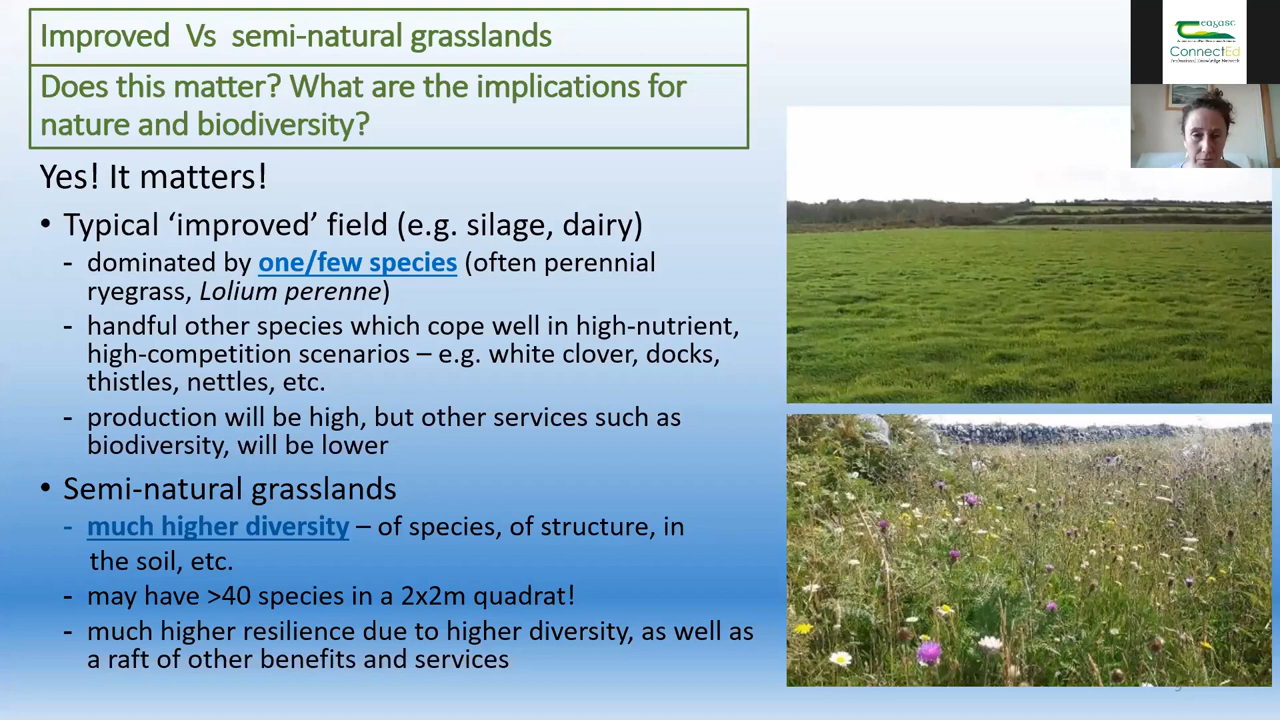 Improved Vs semi-natural grasslands
Does this matter? What are the implications for
nature and biodiversity?
Yes! It matters!
• Typical ‘improved’ field (e.g. silage, dairy)
- dominated by one/few species (often perennial
ryegrass, Lolium perenne)
- handful other species which cope well in high-nutrient,
high-competition scenarios – e.g. white clover, docks,
thistles, nettles, etc.
- production will be high, but other services such as
biodiversity, will be lower
• Semi-natural grasslands
- much higher diversity – of species, of structure, in
the soil, etc.
- may have >40 species in a 2x2m quadrat!
- much higher resilience due to higher diversity, as well as
a raft of other benefits and services
eagasc
ConnectEd